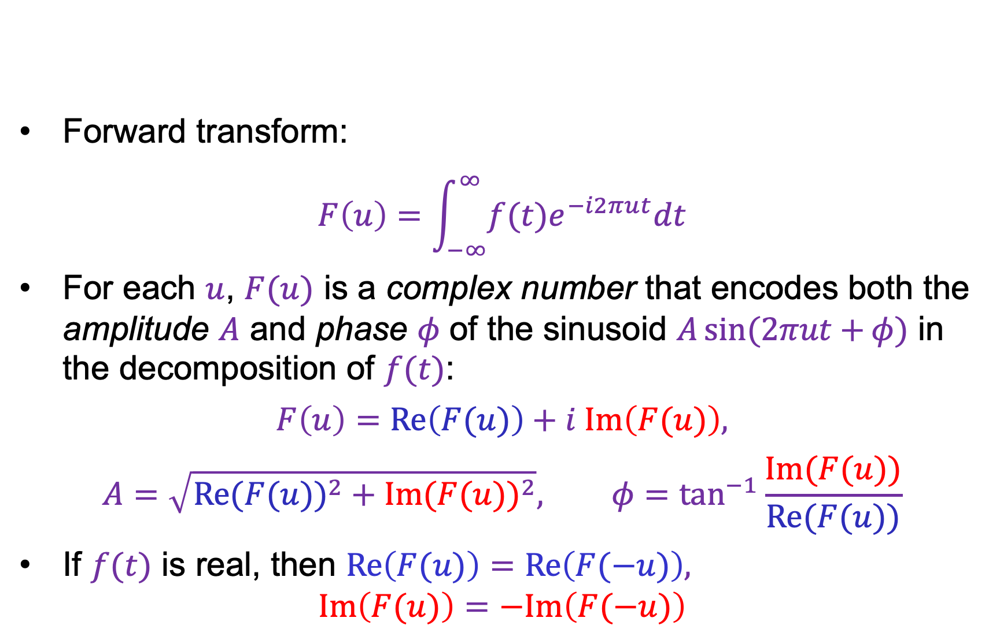 • Forward transform:
F(u) = ∫_{−∞}^{∞} f(t)e^{−i2πut} dt
• For each u, F(u) is a complex number that encodes both the
amplitude A and phase ϕ of the sinusoid A sin(2πut + ϕ) in
the decomposition of f(t):
F(u) = Re(F(u)) + i Im(F(u)),
A = √(Re(F(u))² + Im(F(u))²), ϕ = tan⁻¹ Im(F(u))/Re(F(u))
• If f(t) is real, then Re(F(u)) = Re(F(−u)),
Im(F(u)) = −Im(F(−u))